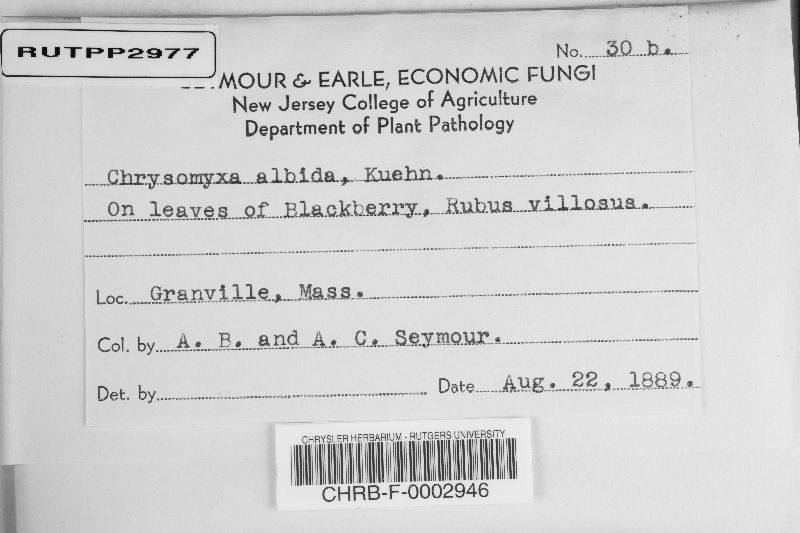 RUTPP2977
No. 30 b.
SEYMOUR & EARLE, ECONOMIC FUNGI
New Jersey College of Agriculture
Department of Plant Pathology
Chrysomyxa albida, Kuehn.
On leaves of Blackberry, Rubus villosus.
Loc. Granville, Mass.
Col. by A. B. and A. C. Seymour.
Det. by
Date Aug. 22, 1889.
CHRYSLER HERBARIUM - RUTGERS UNIVERSITY
CHRB-F-0002946